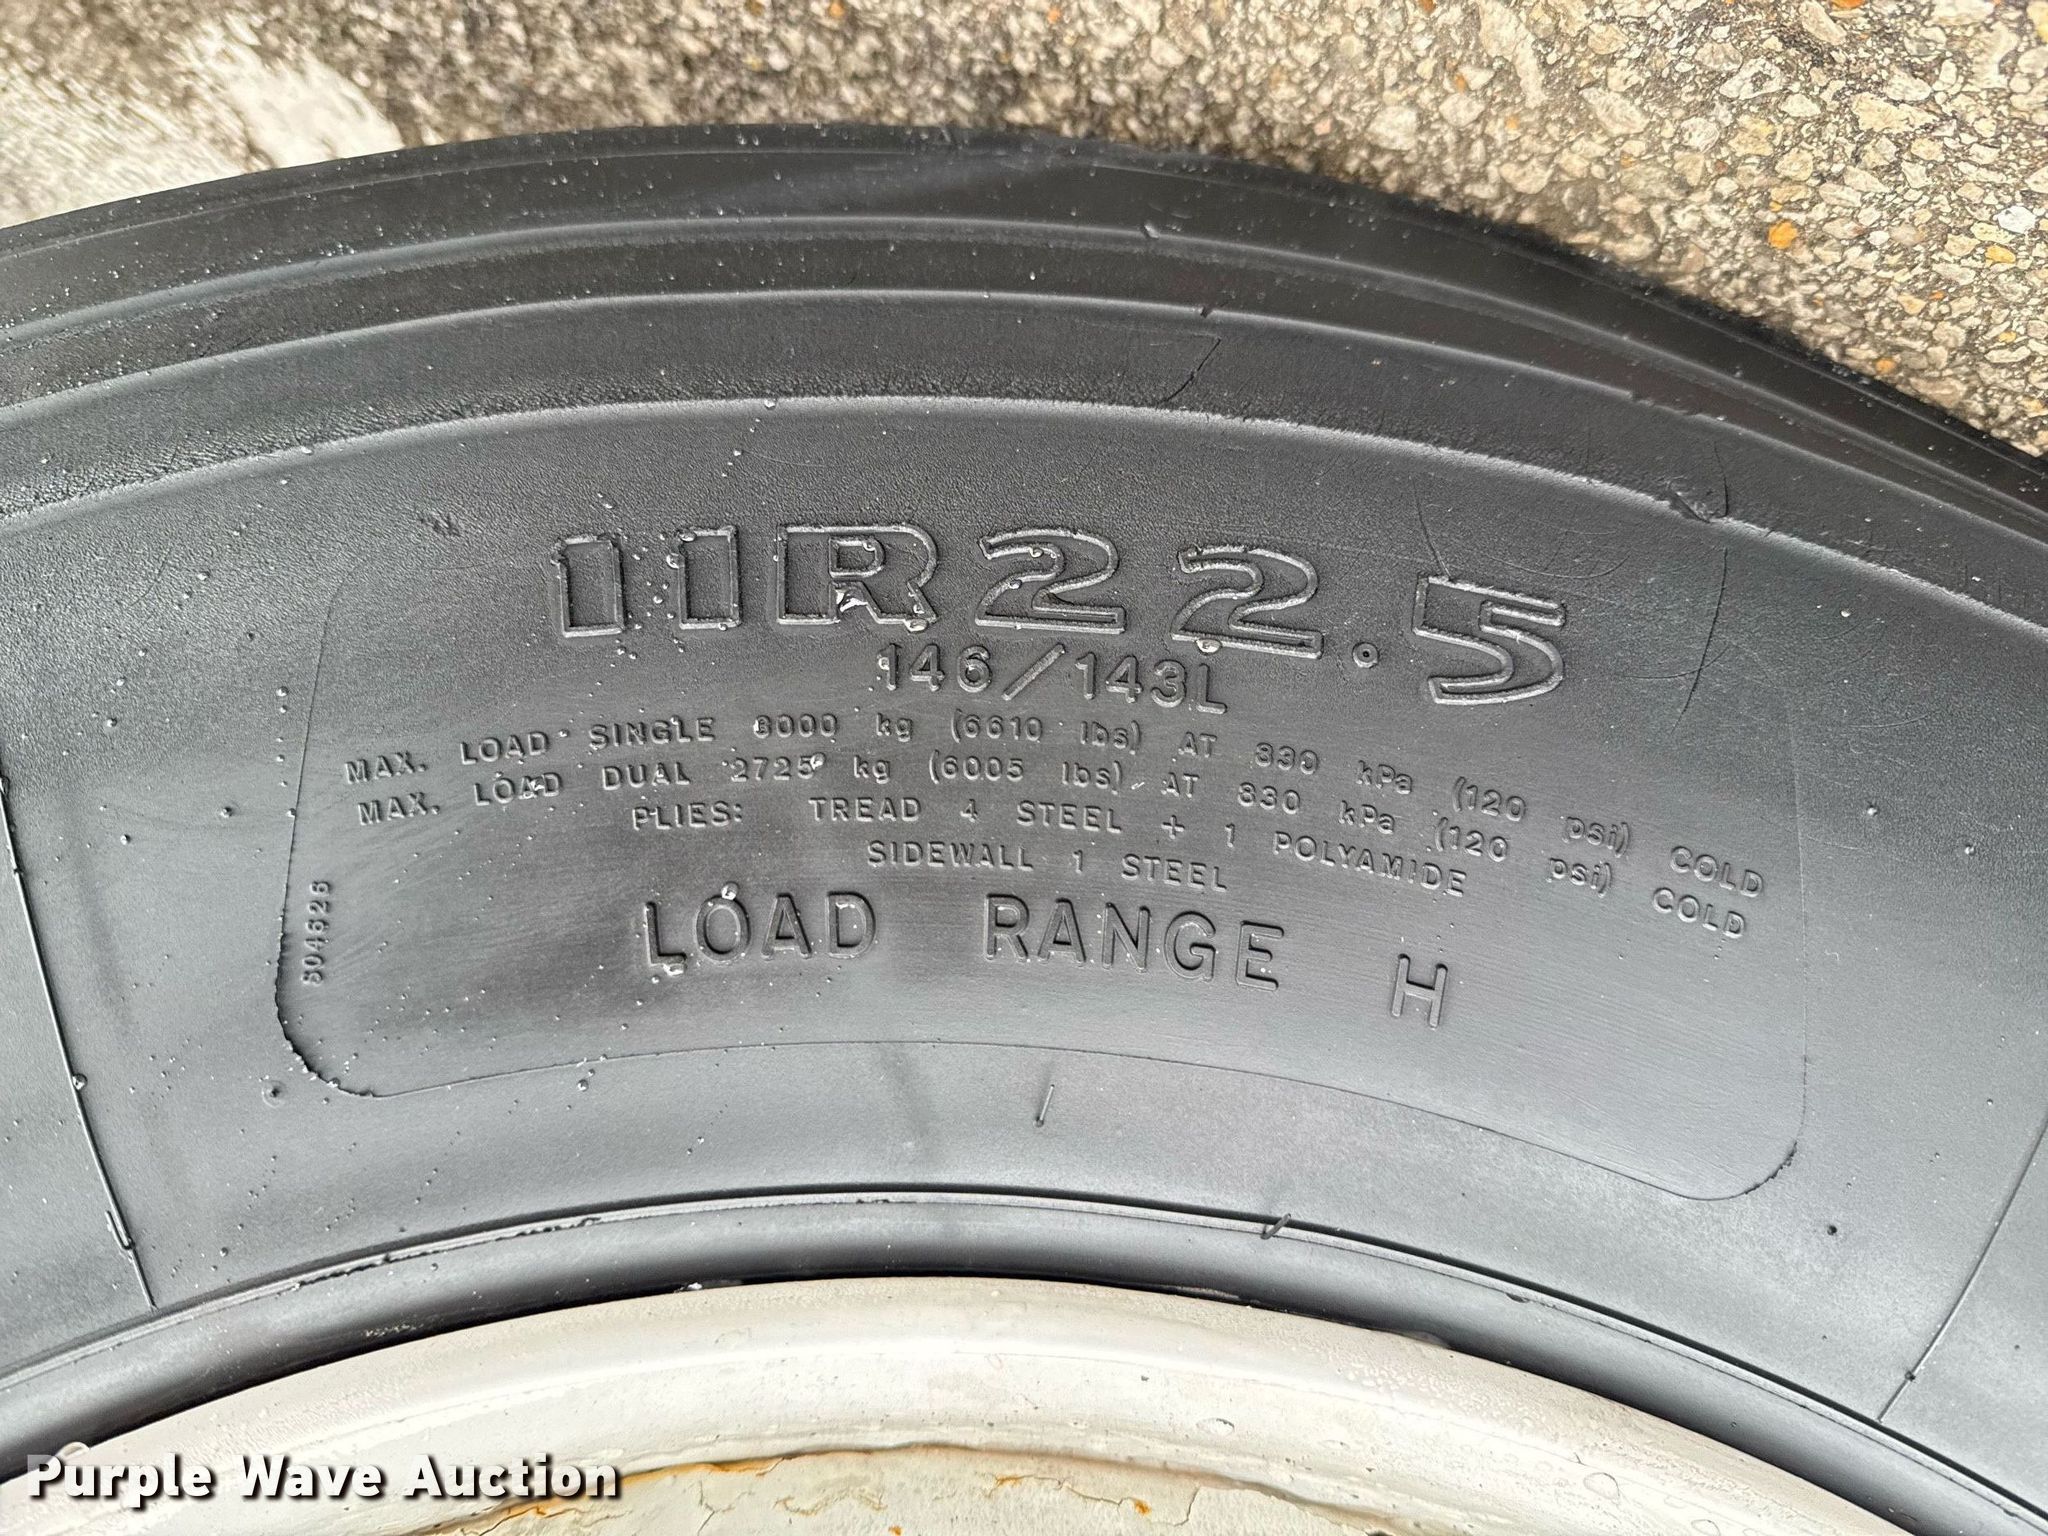 11R22.5
146/143L
MAX. LOAD SINGLE 3000 kg (6610 lbs) AT 830 kPa (120 psi) COLD
MAX. LOAD DUAL 2725 kg (6005 lbs) AT 830 kPa (120 psi) COLD
PLIES: TREAD 4 STEEL + 1 POLYAMIDE
SIDEWALL 1 STEEL
LOAD RANGE H
604626
Purple Wave Auction